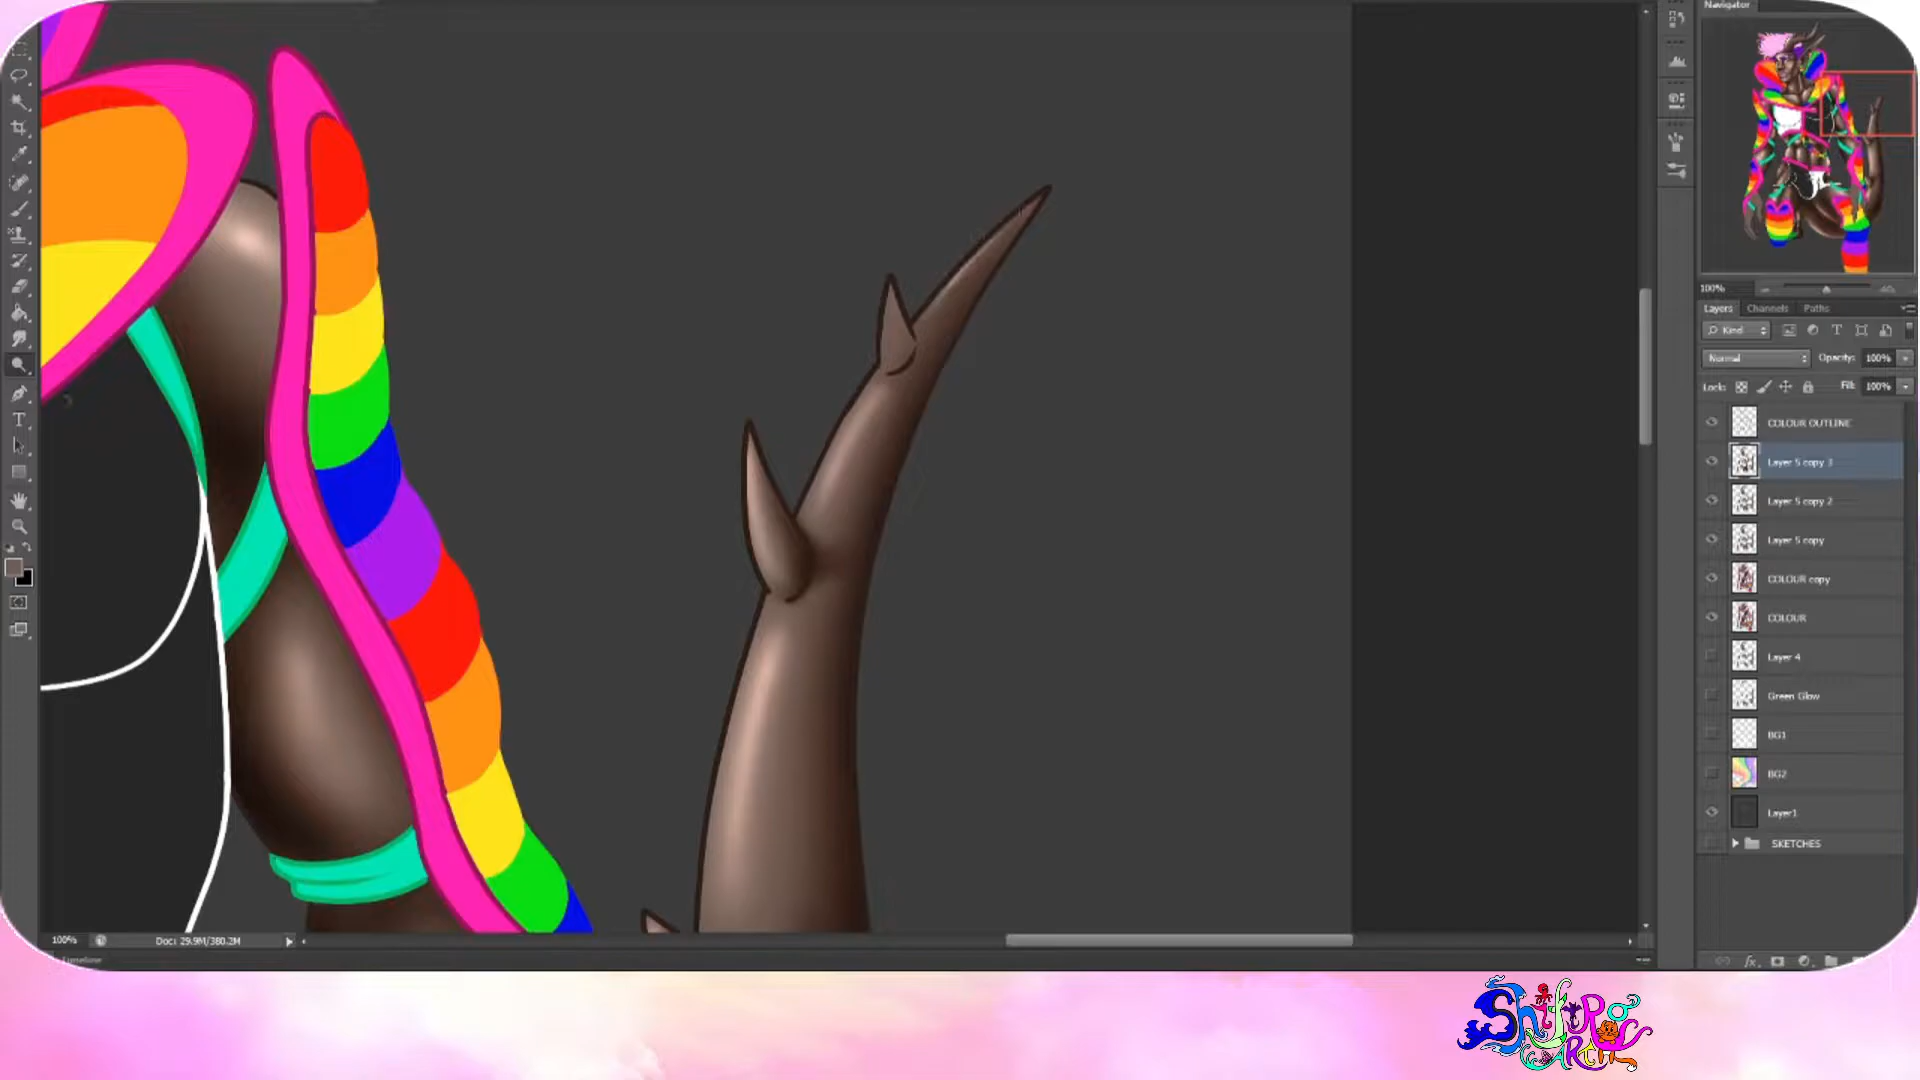 Navigator
100%
Layers Channels Paths
Kind
Normal Opacity: 100%
Lock: Fill: 100%
COLOUR OUTLINE
Layer 5 copy 3
Layer 5 copy 2
Layer 5 copy
COLOUR copy
COLOUR
Layer 4
Green Glow
BG1
BG2
Layer1
SKETCHES
100% Doc: 29.9M/380.2M
Timeline